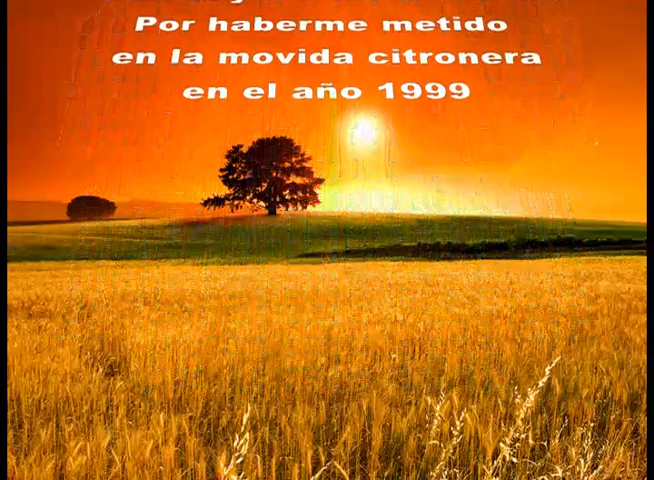 Por haberme metido
en la movida citronera
en el año 1999